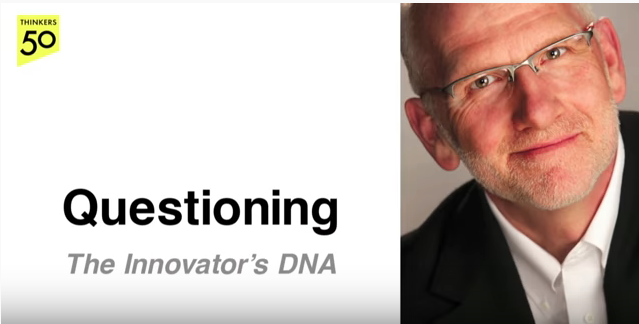 THINKERS
50
Questioning
The Innovator's DNA